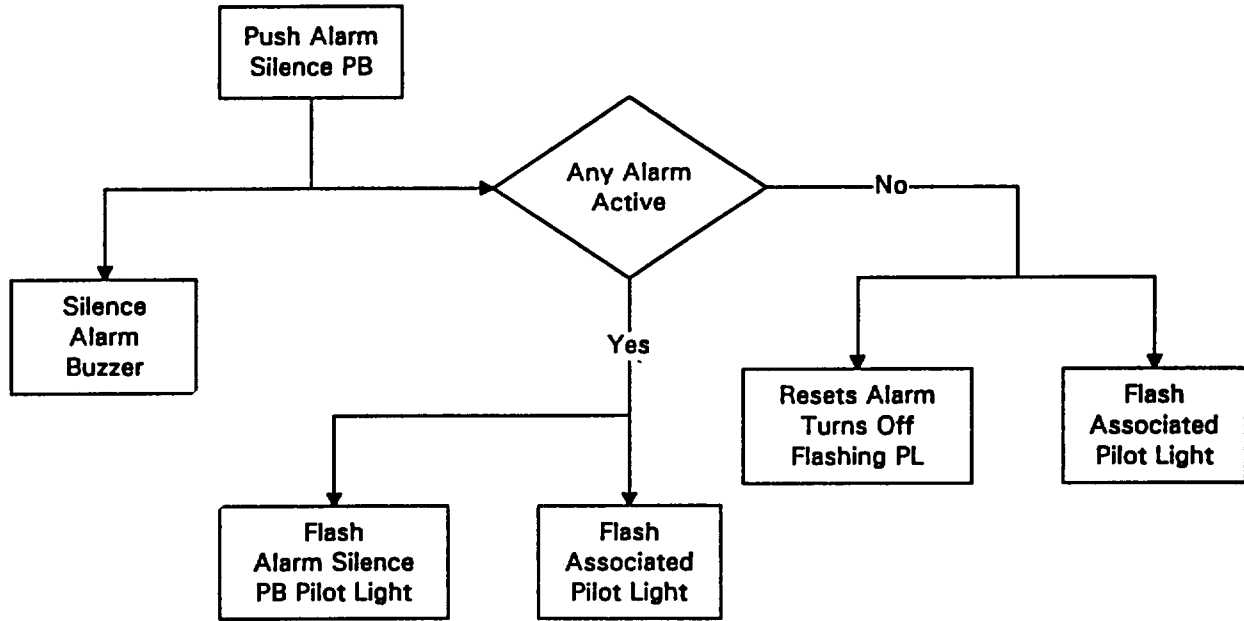 Push Alarm
Silence PB
Any Alarm
Active
No
Silence
Alarm
Buzzer
Yes
Resets Alarm
Turns Off
Flashing PL
Flash
Associated
Pilot Light
Flash
Alarm Silence
PB Pilot Light
Flash
Associated
Pilot Light